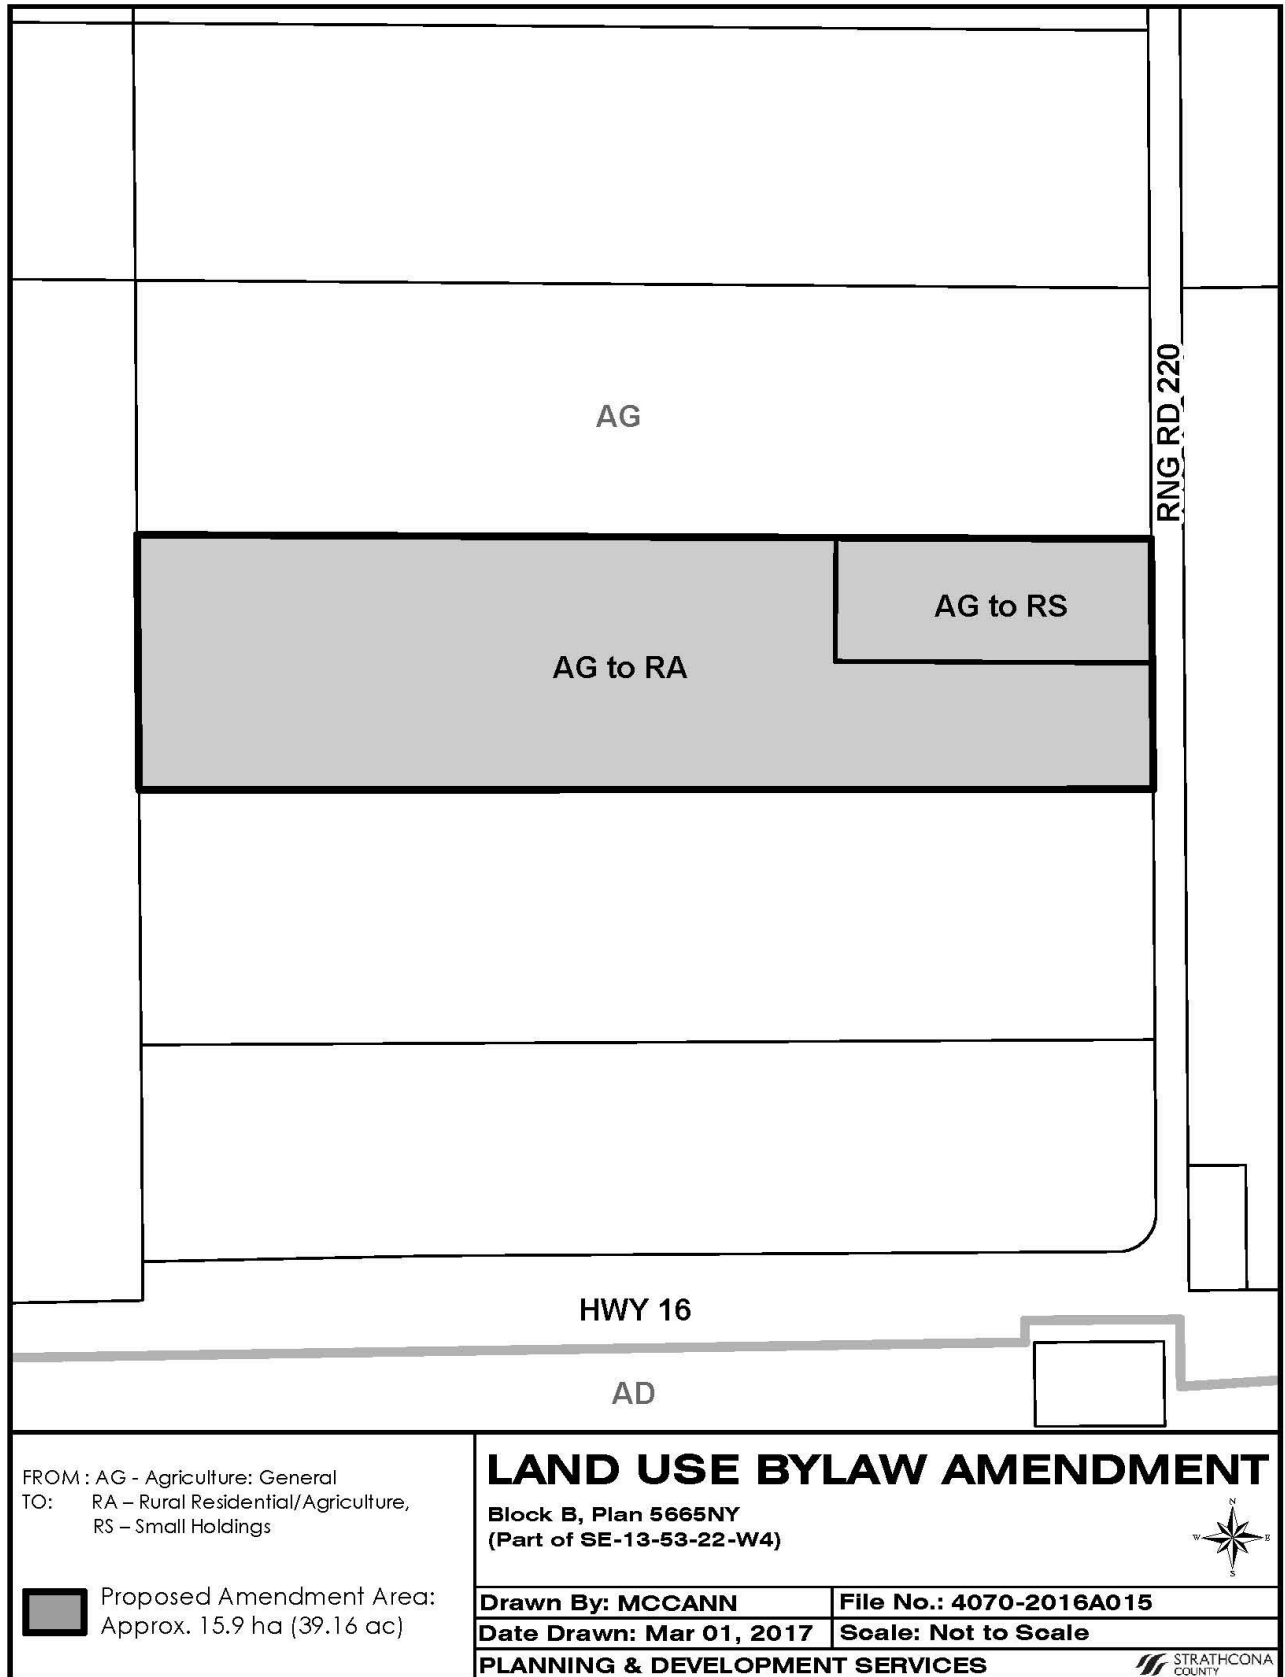 AG
RNG RD 220
AG to RS
AG to RA
HWY 16
AD
FROM : AG - Agriculture: General
TO: RA – Rural Residential/Agriculture,
RS – Small Holdings
Proposed Amendment Area:
Approx. 15.9 ha (39.16 ac)
LAND USE BYLAW AMENDMENT
Block B, Plan 5665NY
(Part of SE-13-53-22-W4)
N
W E
S
Drawn By: MCCANN
File No.: 4070-2016A015
Date Drawn: Mar 01, 2017
Scale: Not to Scale
PLANNING & DEVELOPMENT SERVICES
STRATHCONA
COUNTY